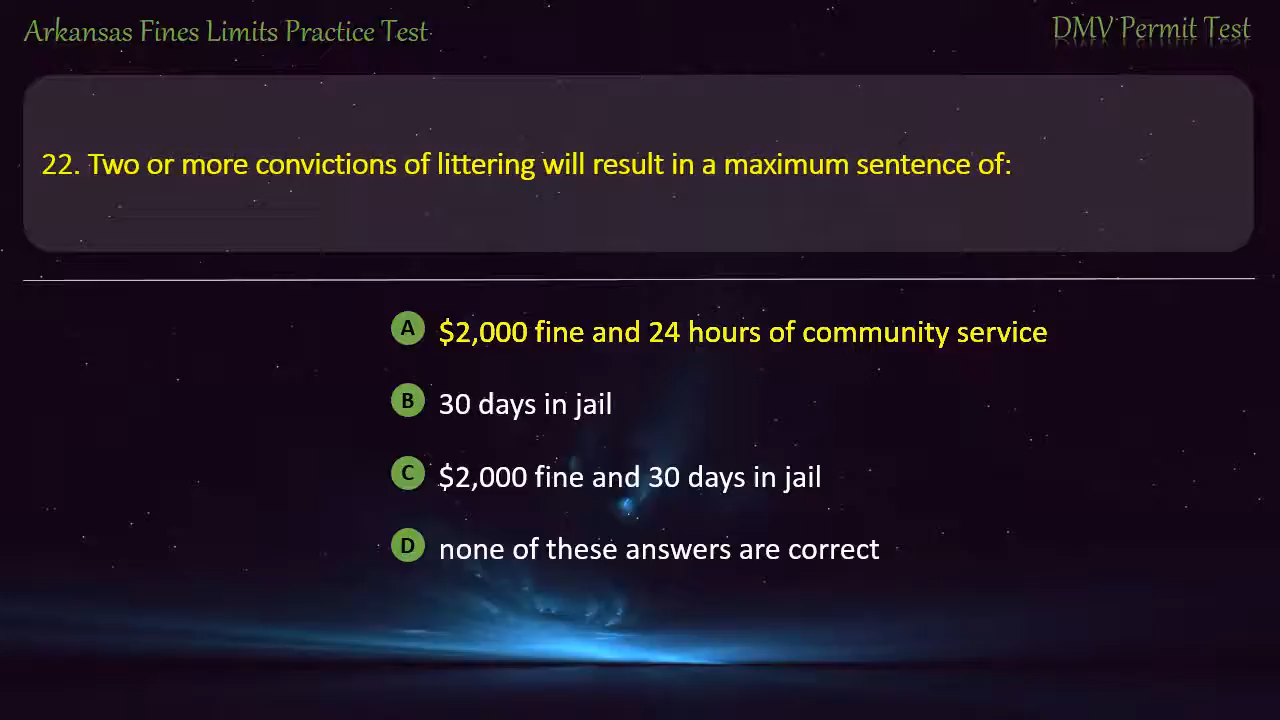 Arkansas Fines Limits Practice Test
DMV Permit Test
22. Two or more convictions of littering will result in a maximum sentence of:
A $2,000 fine and 24 hours of community service
B 30 days in jail
C $2,000 fine and 30 days in jail
D none of these answers are correct